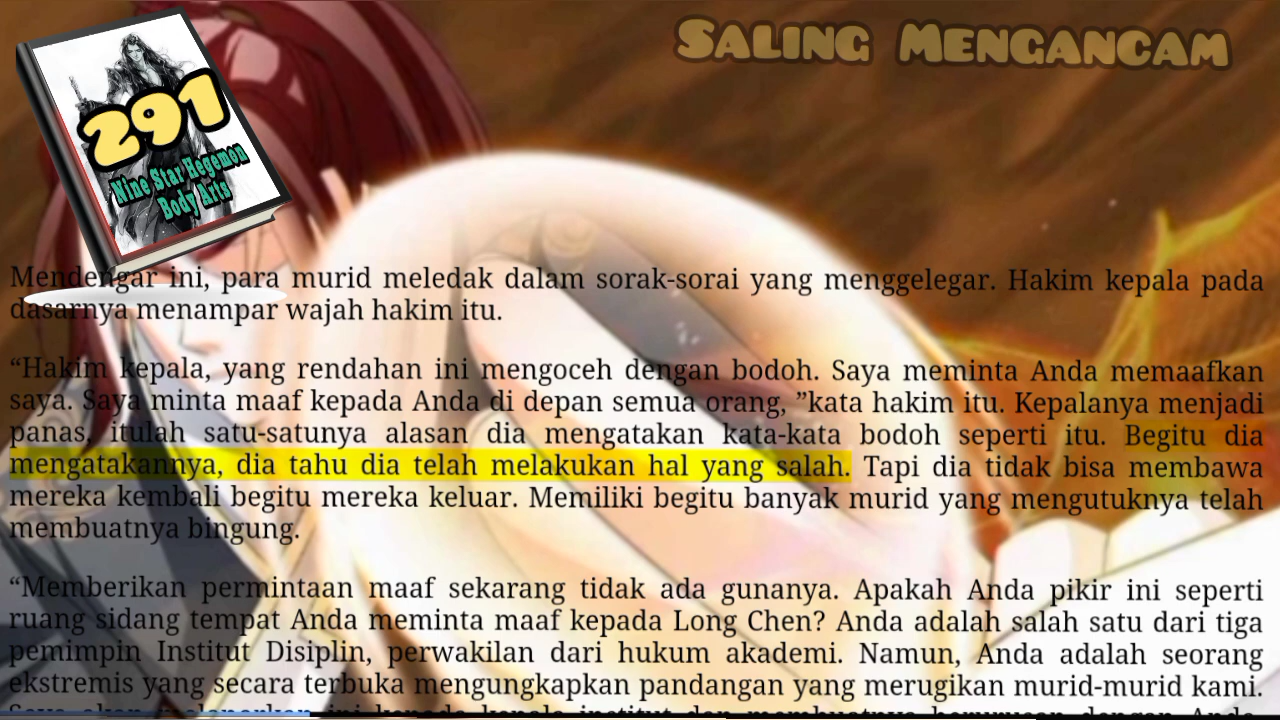 SALING MENGANCAM
291
Nine Star Hegemon
Body Arts
Mendengar ini, para murid meledak dalam sorak-sorai yang menggelegar. Hakim kepala pada
dasarnya menampar wajah hakim itu.
“Hakim kepala, yang rendahan ini mengoceh dengan bodoh. Saya meminta Anda memaafkan
saya. Saya minta maaf kepada Anda di depan semua orang, ”kata hakim itu. Kepalanya menjadi
panas, itulah satu-satunya alasan dia mengatakan kata-kata bodoh seperti itu. Begitu dia
mengatakannya, dia tahu dia telah melakukan hal yang salah. Tapi dia tidak bisa membawa
mereka kembali begitu mereka keluar. Memiliki begitu banyak murid yang mengutuknya telah
membuatnya bingung.
“Memberikan permintaan maaf sekarang tidak ada gunanya. Apakah Anda pikir ini seperti
ruang sidang tempat Anda meminta maaf kepada Long Chen? Anda adalah salah satu dari tiga
pemimpin Institut Disiplin, perwakilan dari hukum akademi. Namun, Anda adalah seorang
ekstremis yang secara terbuka mengungkapkan pandangan yang merugikan murid-murid kami.